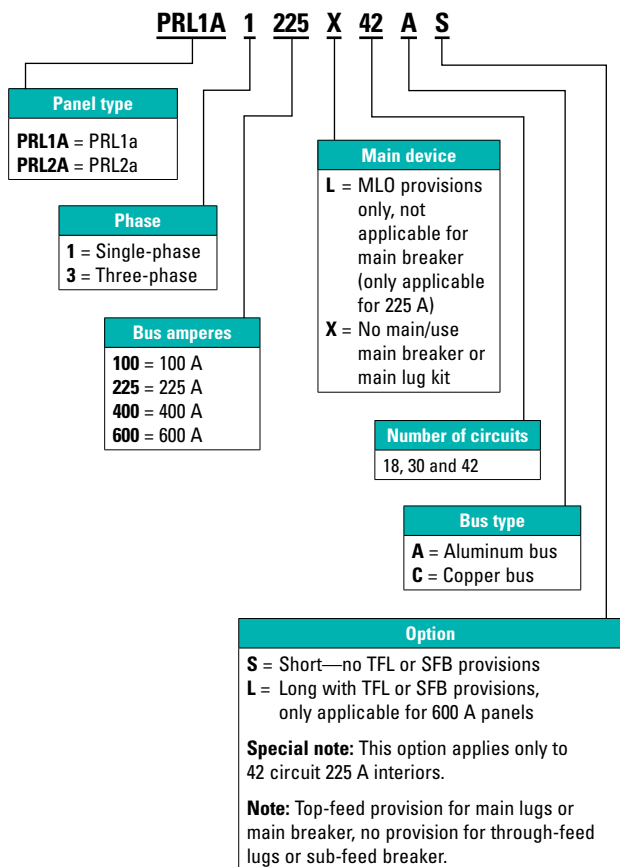 PRL1A 1 225 X 42 A S
Panel type
PRL1A = PRL1a
PRL2A = PRL2a
Phase
1 = Single-phase
3 = Three-phase
Bus amperes
100 = 100 A
225 = 225 A
400 = 400 A
600 = 600 A
Main device
L = MLO provisions
only, not
applicable for
main breaker
(only applicable
for 225 A)
X = No main/use
main breaker or
main lug kit
Number of circuits
18, 30 and 42
Bus type
A = Aluminum bus
C = Copper bus
Option
S = Short—no TFL or SFB provisions
L = Long with TFL or SFB provisions,
only applicable for 600 A panels
Special note: This option applies only to
42 circuit 225 A interiors.
Note: Top-feed provision for main lugs or
main breaker, no provision for through-feed
lugs or sub-feed breaker.